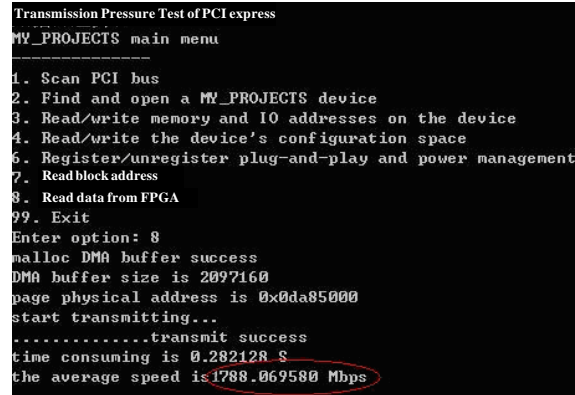 Transmission Pressure Test of PCI express
MY_PROJECTS main menu
--------------
1. Scan PCI bus
2. Find and open a MY_PROJECTS device
3. Read/write memory and IO addresses on the device
4. Read/write the device's configuration space
6. Register/unregister plug-and-play and power management
7. Read block address
8. Read data from FPGA
99. Exit
Enter option: 8
malloc DMA buffer success
DMA buffer size is 2097160
page physical address is 0x0da85000
start transmitting...
..............transmit success
time consuming is 0.282128 S
the average speed is1788.069580 Mbps